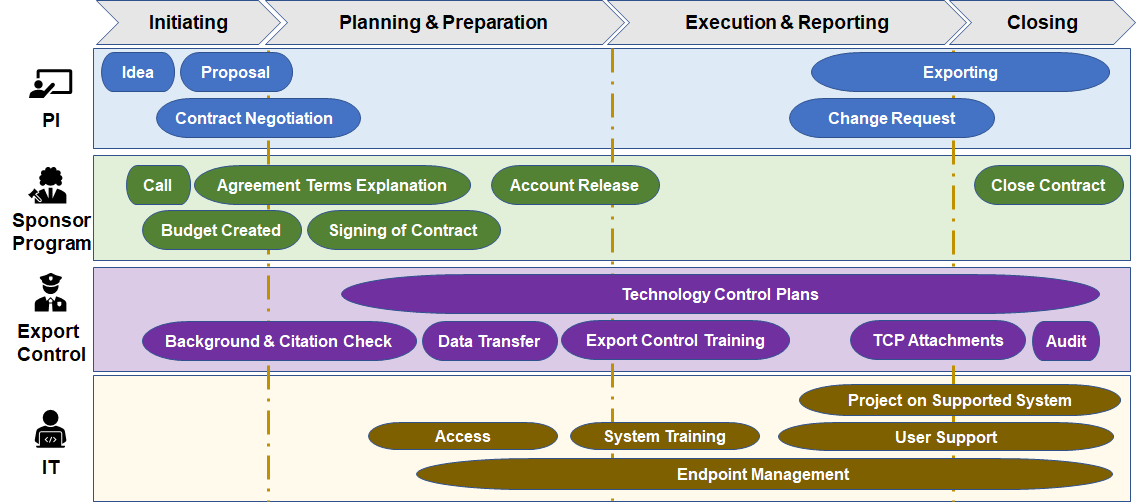 Initiating
Planning & Preparation
Execution & Reporting
Closing
PI
Idea
Proposal
Exporting
Contract Negotiation
Change Request
Sponsor
Program
Call
Agreement Terms Explanation
Account Release
Close Contract
Budget Created
Signing of Contract
Export
Control
Technology Control Plans
Background & Citation Check
Data Transfer
Export Control Training
TCP Attachments
Audit
IT
Project on Supported System
Access
System Training
User Support
Endpoint Management